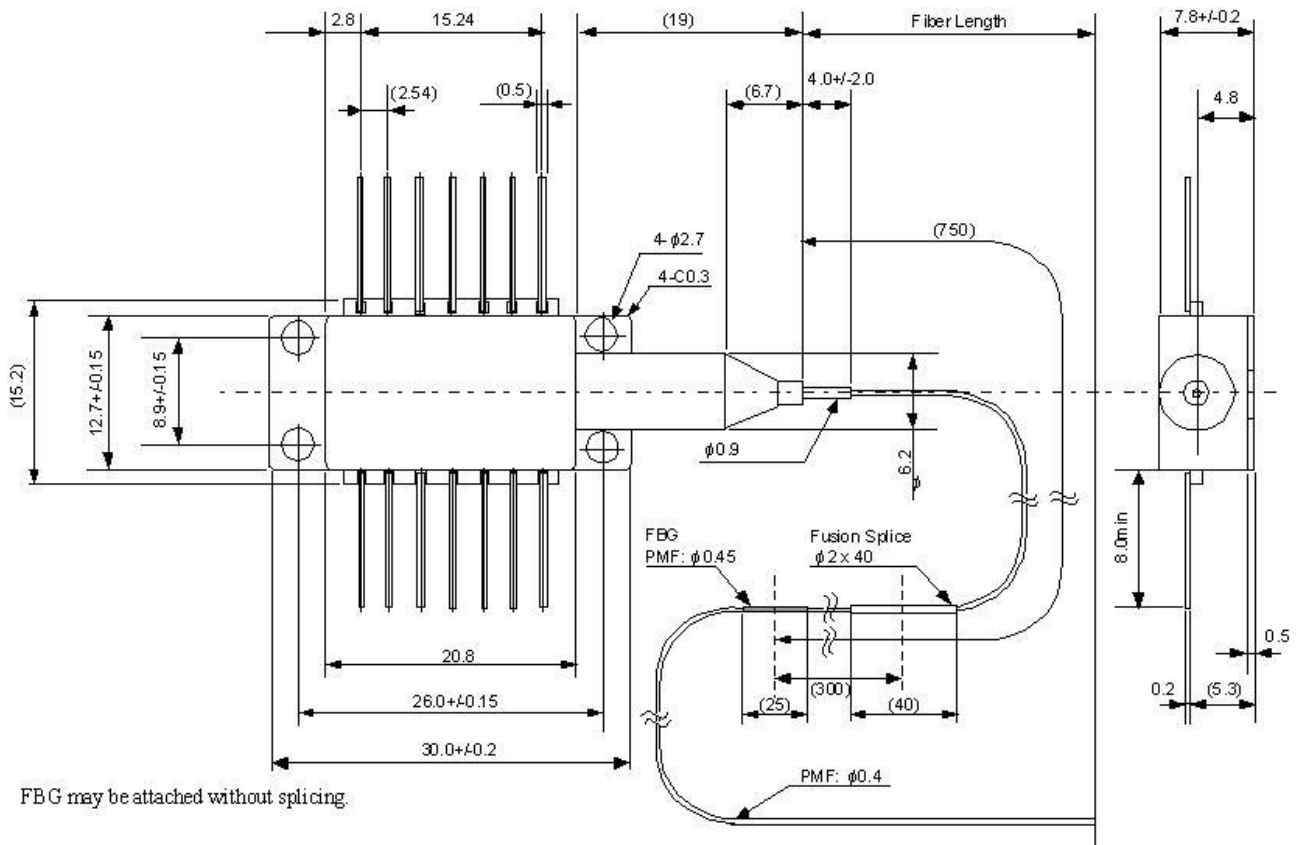 2.8
15.24
(19)
Fiber Length
7.8+/-0.2
(2.54)
(0.5)
(6.7)
4.0+/-2.0
4.8
4-ϕ2.7
(750)
4-C0.3
(15.2)
12.7+/-0.15
8.9+/-0.15
ϕ0.9
6.2
ϕ
8.0min
FBG
PMF: ϕ0.45
Fusion Splice
ϕ2 x 40
20.8
(300)
0.5
26.0+/-0.15
(25)
(40)
0.2
(5.3)
30.0+/-0.2
PMF: ϕ0.4
FBG may be attached without splicing.